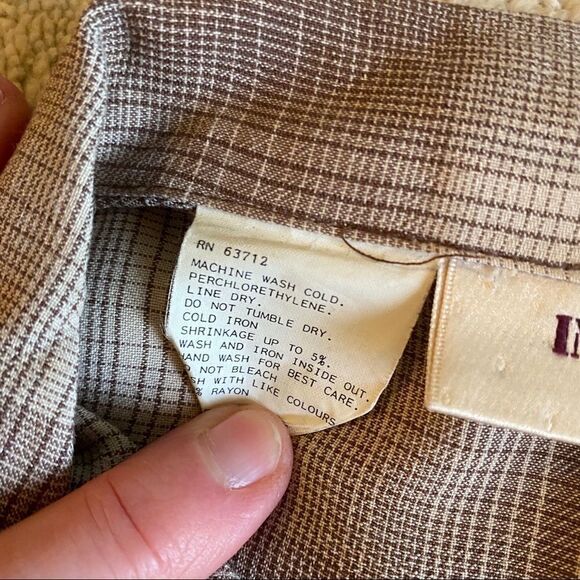 RN 63712
MACHINE WASH COLD.
PERCHLORETHYLENE.
LINE DRY.
DO NOT TUMBLE DRY.
COLD IRON
SHRINKAGE UP TO 5%.
WASH AND IRON INSIDE OUT.
HAND WASH FOR BEST CARE.
DO NOT BLEACH
WITH LIKE COLOURS
% RAYON